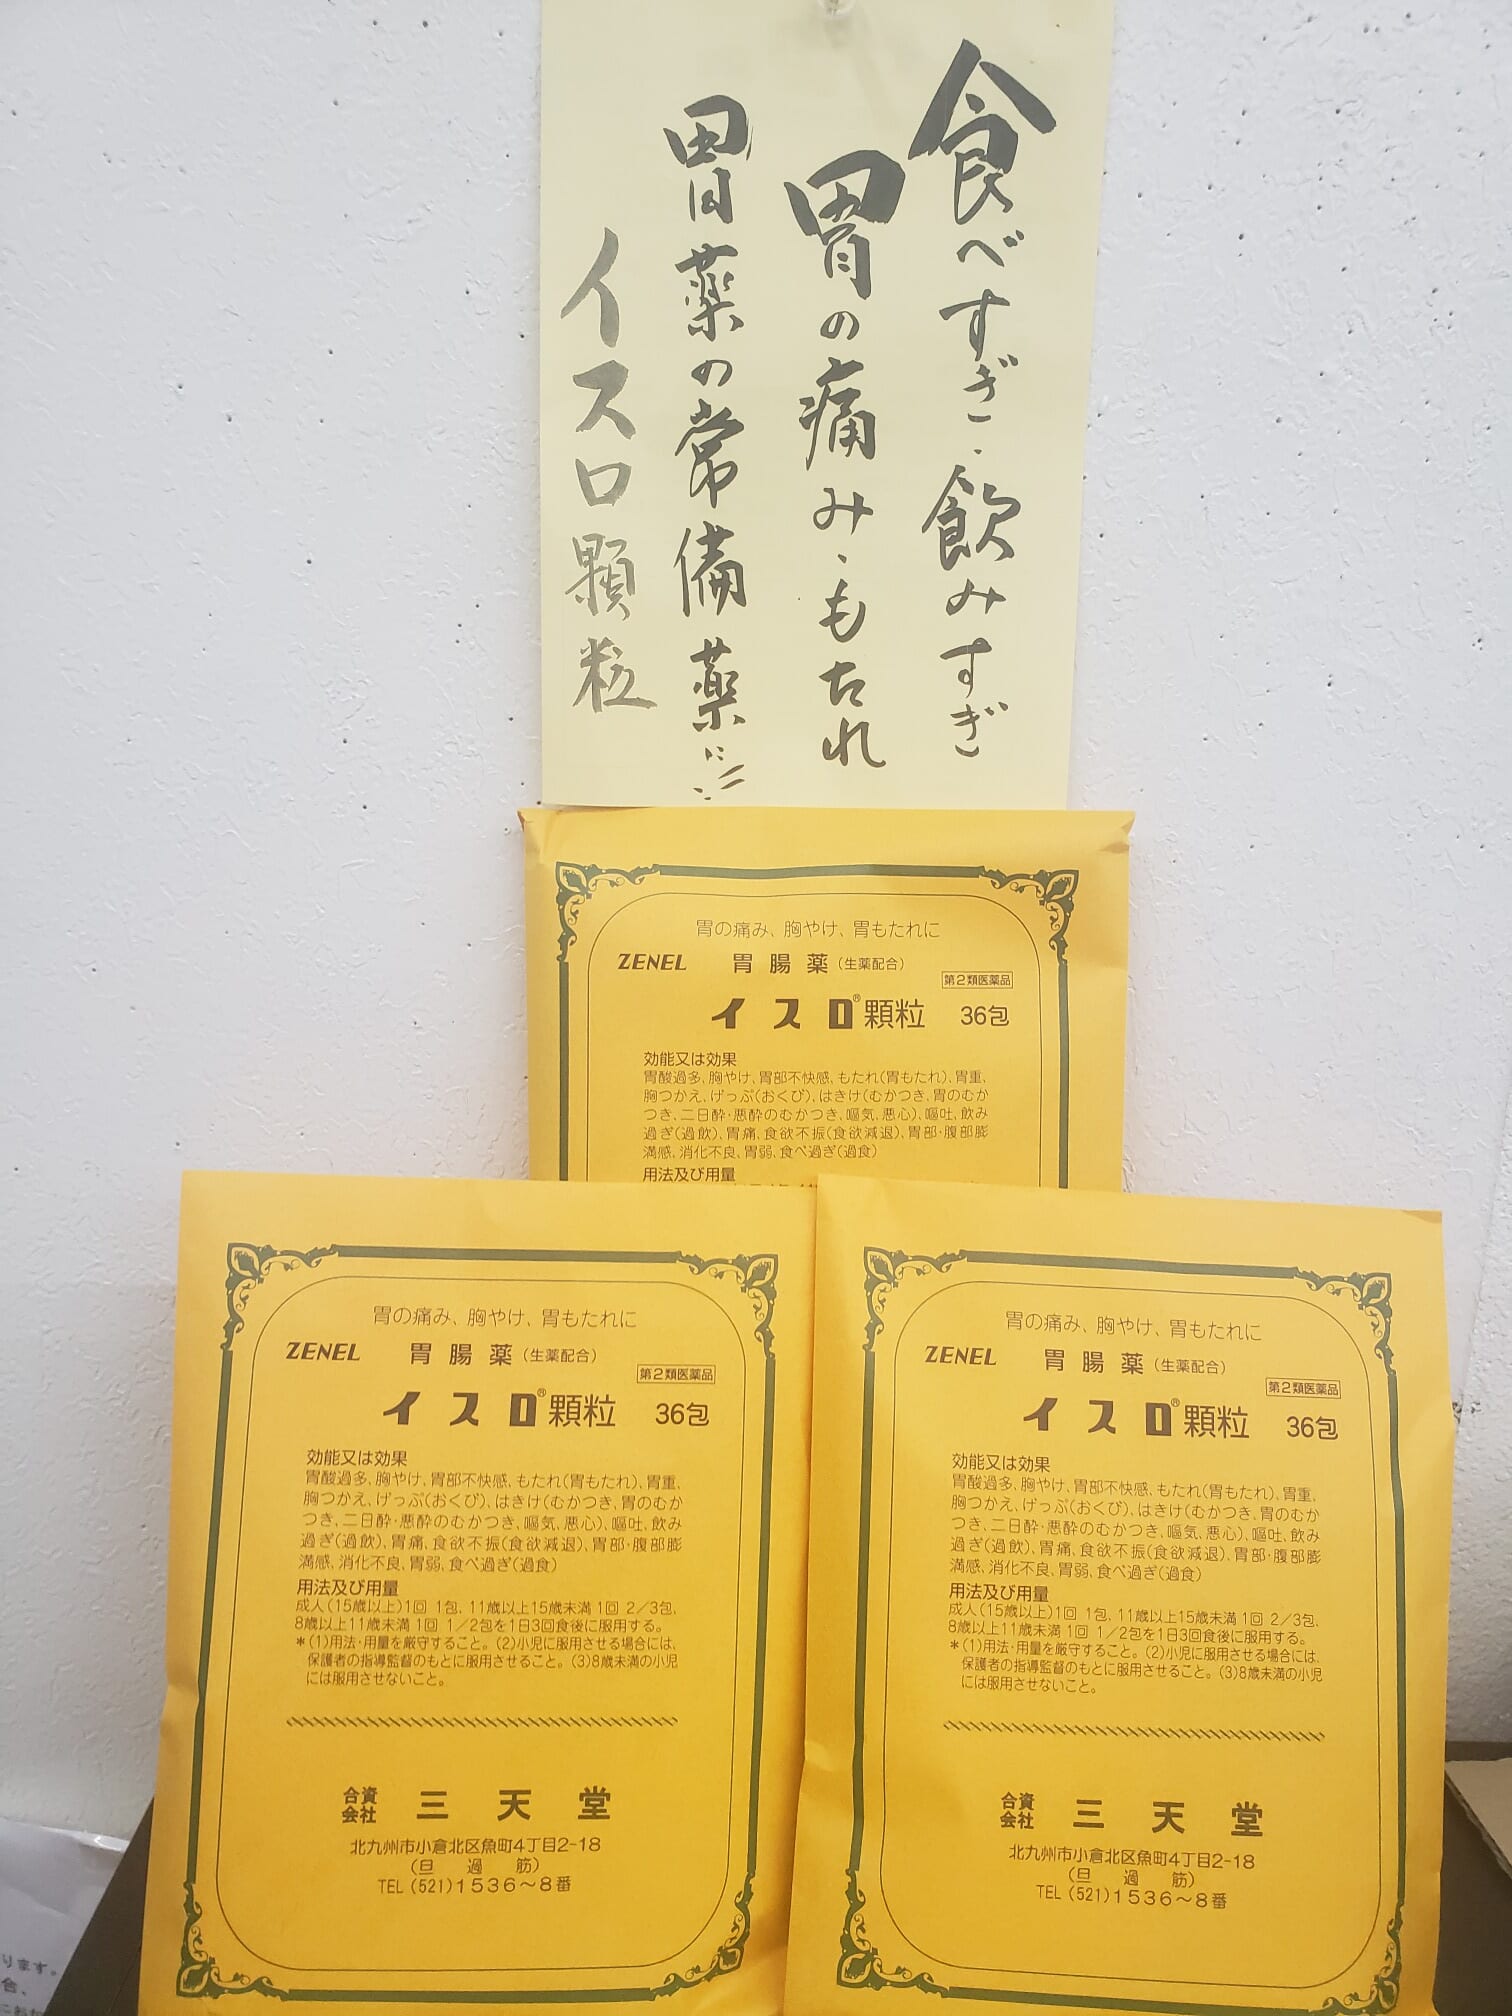 食べすぎ、飲みすぎ
胃の痛み、もたれ
胃薬の常備薬に
イスロ顆粒
胃の痛み、胸やけ、胃もたれに
ZENEL 胃腸薬(生薬配合)
第2類医薬品
イスロ®顆粒 36包
効能又は効果
胃酸過多、胸やけ、胃部不快感、もたれ(胃もたれ)、胃重、
胸つかえ、げっぷ(おくび)、はきけ(むかつき、胃のむか
つき、二日酔・悪酔のむかつき、嘔気、悪心)、嘔吐、飲み
過ぎ(過飲)、胃痛、食欲不振(食欲減退)、胃部・腹部膨
満感、消化不良、胃弱、食べ過ぎ(過食)
用法及び用量
胃の痛み、胸やけ、胃もたれに
ZENEL 胃腸薬(生薬配合)
第2類医薬品
イスロ®顆粒 36包
効能又は効果
胃酸過多、胸やけ、胃部不快感、もたれ(胃もたれ)、胃重、
胸つかえ、げっぷ(おくび)、はきけ(むかつき、胃のむか
つき、二日酔・悪酔のむかつき、嘔気、悪心)、嘔吐、飲み
過ぎ(過飲)、胃痛、食欲不振(食欲減退)、胃部・腹部膨
満感、消化不良、胃弱、食べ過ぎ(過食)
用法及び用量
成人(15歳以上)1回 1包、11歳以上15歳未満 1回 2/3包、
8歳以上11歳未満 1回 1/2包を1日3回食後に服用する。
*(1)用法・用量を厳守すること。(2)小児に服用させる場合には、
保護者の指導監督のもとに服用させること。(3)8歳未満の小児
には服用させないこと。
合資会社 三天堂
北九州市小倉北区魚町4丁目2-18
(旦過筋)
TEL(521)1536〜8番
胃の痛み、胸やけ、胃もたれに
ZENEL 胃腸薬(生薬配合)
第2類医薬品
イスロ®顆粒 36包
効能又は効果
胃酸過多、胸やけ、胃部不快感、もたれ(胃もたれ)、胃重、
胸つかえ、げっぷ(おくび)、はきけ(むかつき、胃のむか
つき、二日酔・悪酔のむかつき、嘔気、悪心)、嘔吐、飲み
過ぎ(過飲)、胃痛、食欲不振(食欲減退)、胃部・腹部膨
満感、消化不良、胃弱、食べ過ぎ(過食)
用法及び用量
成人(15歳以上)1回 1包、11歳以上15歳未満 1回 2/3包、
8歳以上11歳未満 1回 1/2包を1日3回食後に服用する。
*(1)用法・用量を厳守すること。(2)小児に服用させる場合には、
保護者の指導監督のもとに服用させること。(3)8歳未満の小児
には服用させないこと。
合資会社 三天堂
北九州市小倉北区魚町4丁目2-18
(旦過筋)
TEL(521)1536〜8番
ります。
合、